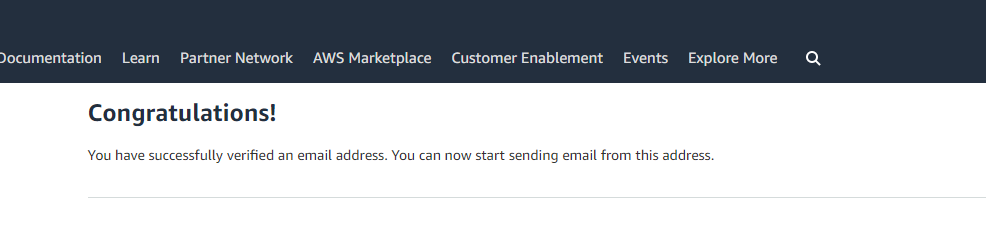 Documentation Learn Partner Network AWS Marketplace Customer Enablement Events Explore More
Congratulations!
You have successfully verified an email address. You can now start sending email from this address.